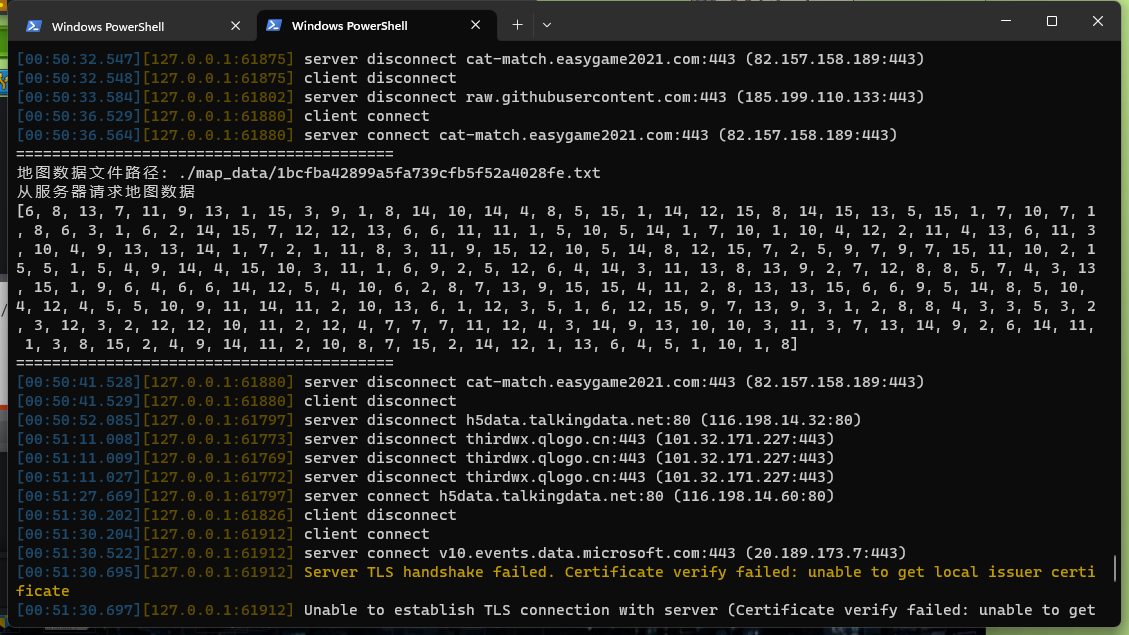 Windows PowerShell
Windows PowerShell
[00:50:32.547][127.0.0.1:61875] server disconnect cat-match.easygame2021.com:443 (82.157.158.189:443)
[00:50:32.548][127.0.0.1:61875] client disconnect
[00:50:33.584][127.0.0.1:61802] server disconnect raw.githubusercontent.com:443 (185.199.110.133:443)
[00:50:36.529][127.0.0.1:61880] client connect
[00:50:36.564][127.0.0.1:61880] server connect cat-match.easygame2021.com:443 (82.157.158.189:443)
==========================================
地图数据文件路径: ./map_data/1bcfba42899a5fa739cfb5f52a4028fe.txt
从服务器请求地图数据
[6, 8, 13, 7, 11, 9, 13, 1, 15, 3, 9, 1, 8, 14, 10, 14, 4, 8, 5, 15, 1, 14, 12, 15, 8, 14, 15, 13, 5, 15, 1, 7, 10, 7, 1
, 8, 6, 3, 1, 6, 2, 14, 15, 7, 12, 12, 13, 6, 6, 11, 11, 1, 5, 10, 5, 14, 1, 7, 10, 1, 10, 4, 12, 2, 11, 4, 13, 6, 11, 3
, 10, 4, 9, 13, 13, 14, 1, 7, 2, 1, 11, 8, 3, 11, 9, 15, 12, 10, 5, 14, 8, 12, 15, 7, 2, 5, 9, 7, 9, 7, 15, 11, 10, 2, 1
5, 5, 1, 5, 4, 9, 14, 4, 15, 10, 3, 11, 1, 6, 9, 2, 5, 12, 6, 4, 14, 3, 11, 13, 8, 13, 9, 2, 7, 12, 8, 8, 5, 7, 4, 3, 13
, 15, 1, 9, 6, 4, 6, 6, 14, 12, 5, 4, 10, 6, 2, 8, 7, 13, 9, 15, 15, 4, 11, 2, 8, 13, 13, 15, 6, 6, 9, 5, 14, 8, 5, 10,
4, 12, 4, 5, 5, 10, 9, 11, 14, 11, 2, 10, 13, 6, 1, 12, 3, 5, 1, 6, 12, 15, 9, 7, 13, 9, 3, 1, 2, 8, 8, 4, 3, 3, 5, 3, 2
, 3, 12, 3, 2, 12, 12, 10, 11, 2, 12, 4, 7, 7, 7, 11, 12, 4, 3, 14, 9, 13, 10, 10, 3, 11, 3, 7, 13, 14, 9, 2, 6, 14, 11,
1, 3, 8, 15, 2, 4, 9, 14, 11, 2, 10, 8, 7, 15, 2, 14, 12, 1, 13, 6, 4, 5, 1, 10, 1, 8]
==========================================
[00:50:41.528][127.0.0.1:61880] server disconnect cat-match.easygame2021.com:443 (82.157.158.189:443)
[00:50:41.529][127.0.0.1:61880] client disconnect
[00:50:52.085][127.0.0.1:61797] server disconnect h5data.talkingdata.net:80 (116.198.14.32:80)
[00:51:11.008][127.0.0.1:61773] server disconnect thirdwx.qlogo.cn:443 (101.32.171.227:443)
[00:51:11.009][127.0.0.1:61769] server disconnect thirdwx.qlogo.cn:443 (101.32.171.227:443)
[00:51:11.027][127.0.0.1:61772] server disconnect thirdwx.qlogo.cn:443 (101.32.171.227:443)
[00:51:27.669][127.0.0.1:61797] server connect h5data.talkingdata.net:80 (116.198.14.60:80)
[00:51:30.202][127.0.0.1:61826] client disconnect
[00:51:30.204][127.0.0.1:61912] client connect
[00:51:30.522][127.0.0.1:61912] server connect v10.events.data.microsoft.com:443 (20.189.173.7:443)
[00:51:30.695][127.0.0.1:61912] Server TLS handshake failed. Certificate verify failed: unable to get local issuer certi
ficate
[00:51:30.697][127.0.0.1:61912] Unable to establish TLS connection with server (Certificate verify failed: unable to get